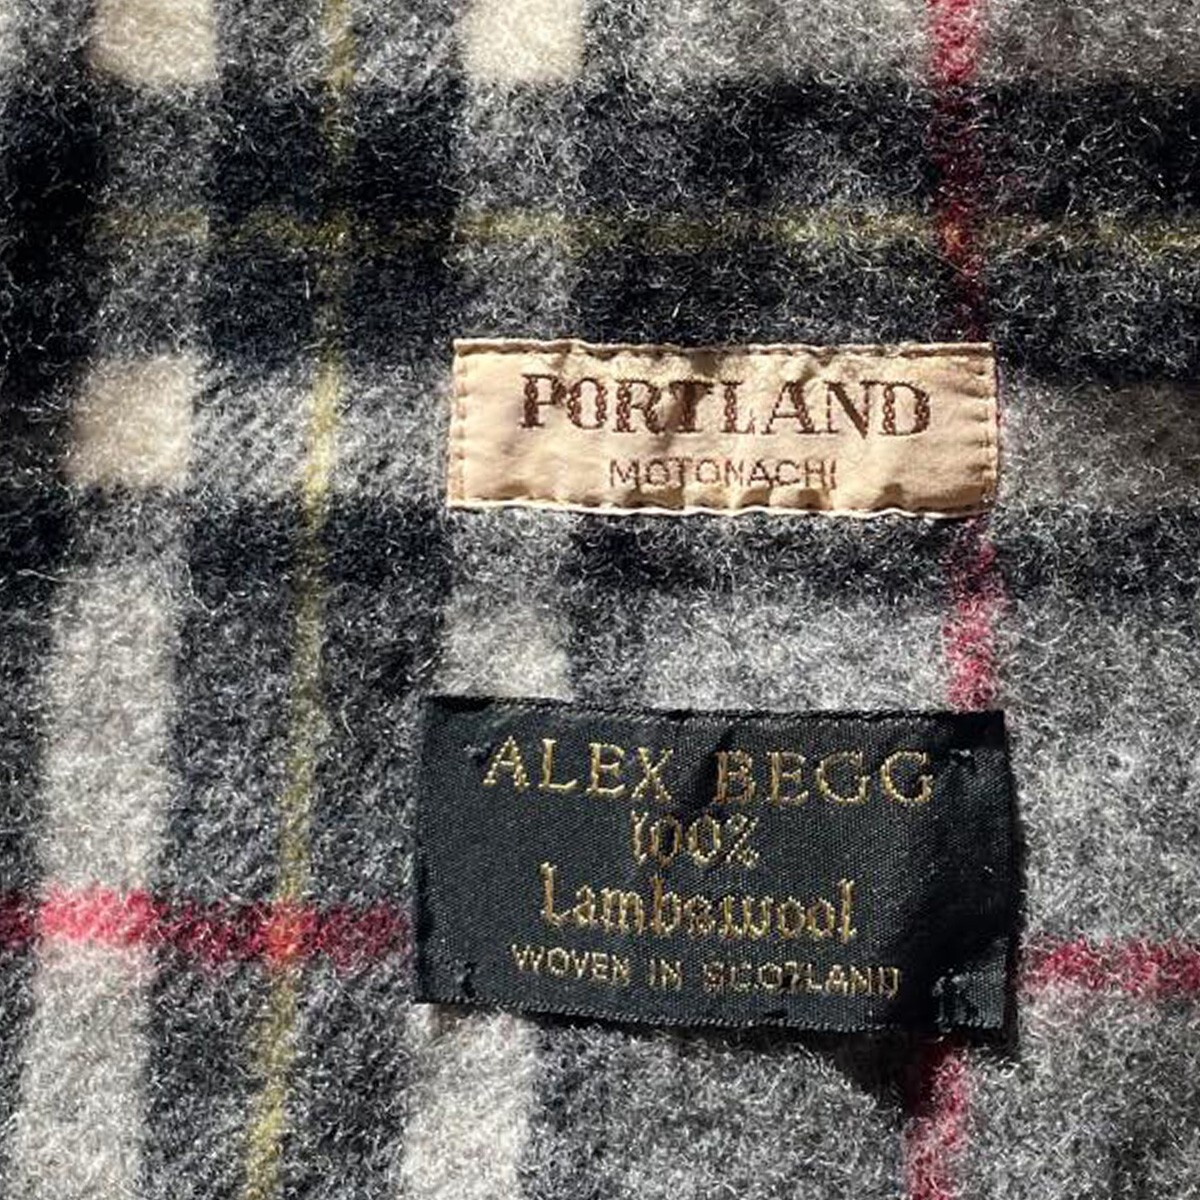 PORTLAND
MOTONACHI
ALEX BEGG
100%
Lambswool
WOVEN IN SCOTLAND